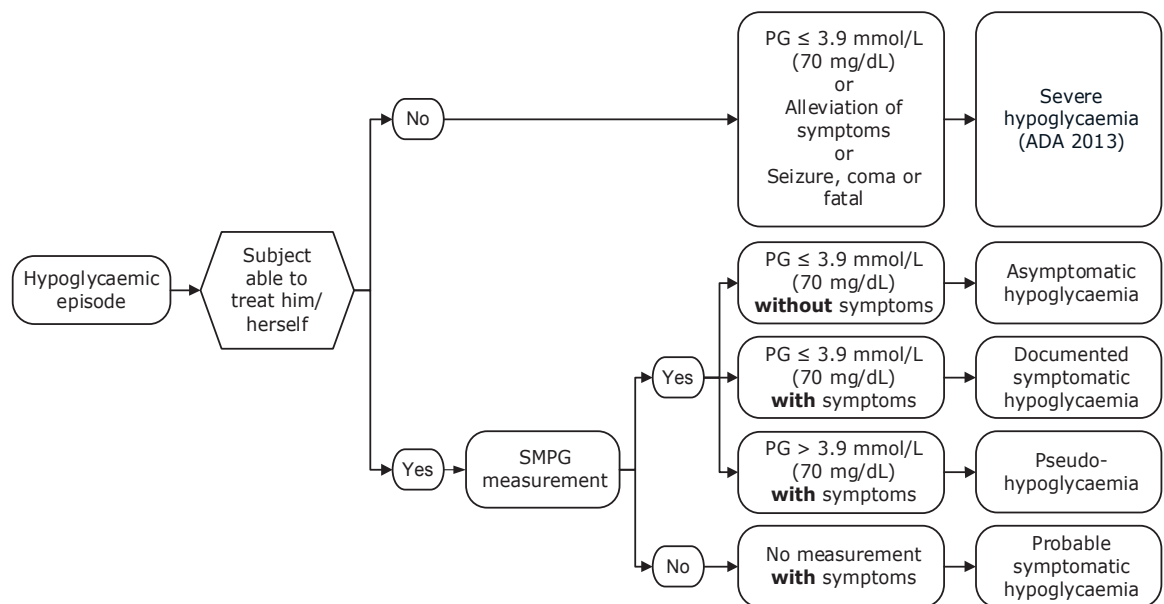 PG ≤ 3.9 mmol/L
(70 mg/dL)
or
Alleviation of
symptoms
or
Seizure, coma or
fatal
Severe
hypoglycaemia
(ADA 2013)
No
Hypoglycaemic
episode
Subject
able to
treat him/
herself
PG ≤ 3.9 mmol/L
(70 mg/dL)
without symptoms
Asymptomatic
hypoglycaemia
Yes
PG ≤ 3.9 mmol/L
(70 mg/dL)
with symptoms
Documented
symptomatic
hypoglycaemia
Yes
SMPG
measurement
PG > 3.9 mmol/L
(70 mg/dL)
with symptoms
Pseudo-
hypoglycaemia
No
No measurement
with symptoms
Probable
symptomatic
hypoglycaemia